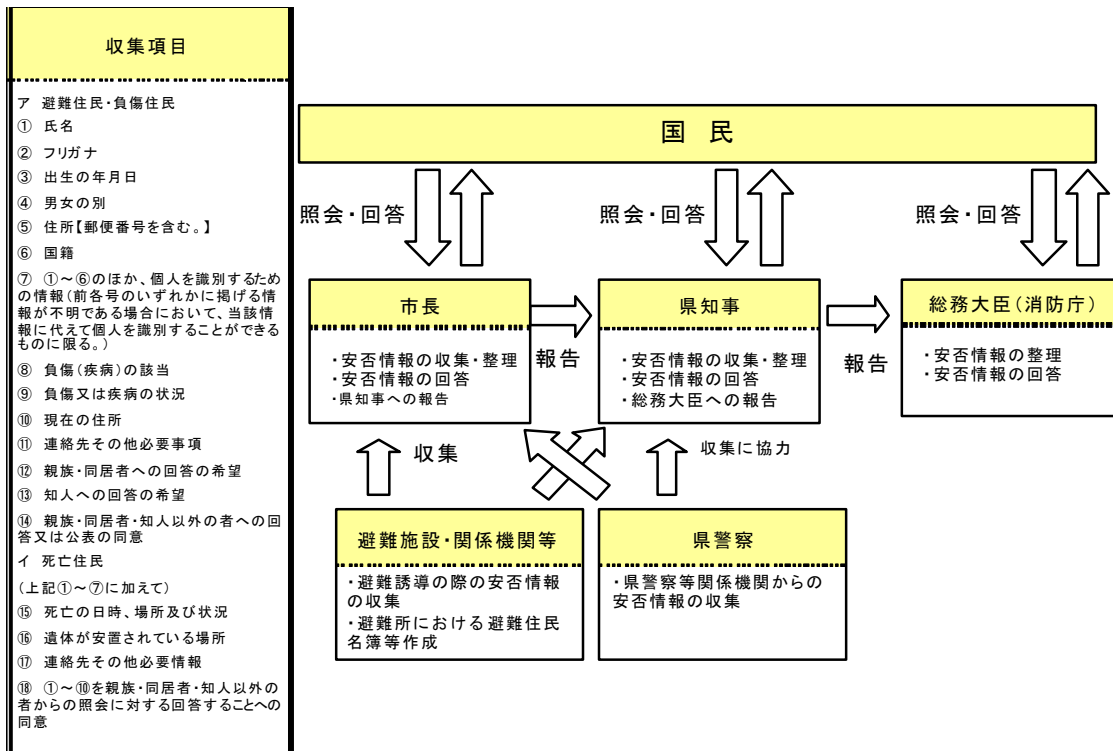 収集項目
ア 避難住民・負傷住民
① 氏名
② フリガナ
③ 出生の年月日
④ 男女の別
⑤ 住所【郵便番号を含む。】
⑥ 国籍
⑦ ①～⑥のほか、個人を識別するため
の情報(前各号のいずれかに掲げる情
報が不明である場合において、当該情
報に代えて個人を識別することができる
ものに限る。)
⑧ 負傷(疾病)の該当
⑨ 負傷又は疾病の状況
⑩ 現在の住所
⑪ 連絡先その他必要事項
⑫ 親族・同居者への回答の希望
⑬ 知人への回答の希望
⑭ 親族・同居者・知人以外の者への回
答又は公表の同意
イ 死亡住民
(上記①～⑦に加えて)
⑮ 死亡の日時、場所及び状況
⑯ 遺体が安置されている場所
⑰ 連絡先その他必要情報
⑱ ①～⑩を親族・同居者・知人以外の
者からの照会に対する回答することへの
同意
国 民
照会・回答
照会・回答
照会・回答
市長
・安否情報の収集・整理
・安否情報の回答
・県知事への報告
報告
県知事
・安否情報の収集・整理
・安否情報の回答
・総務大臣への報告
報告
総務大臣(消防庁)
・安否情報の整理
・安否情報の回答
収集
収集に協力
避難施設・関係機関等
・避難誘導の際の安否情報
の収集
・避難所における避難住民
名簿等作成
県警察
・県警察等関係機関からの
安否情報の収集